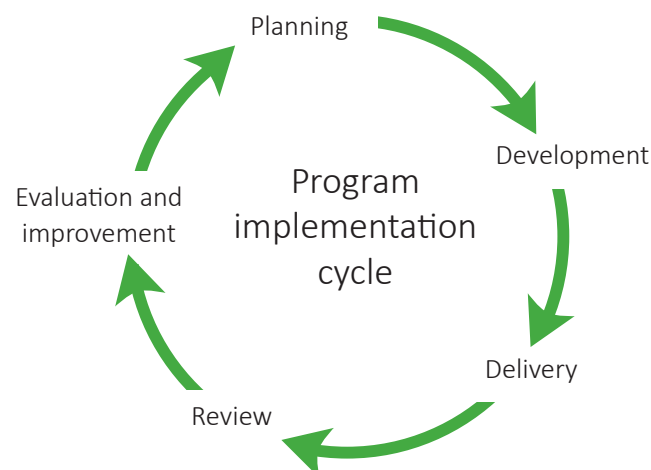 Planning
Development
Delivery
Review
Evaluation and
improvement
Program
implementation
cycle